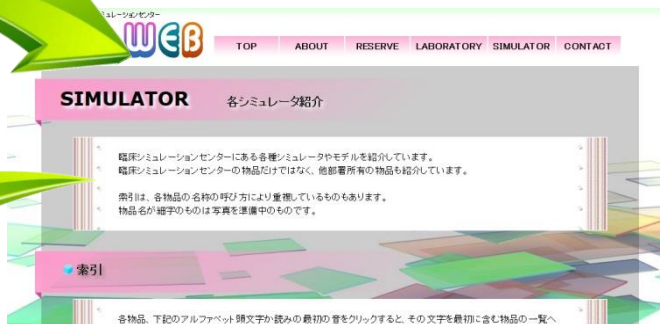 ミュレーションセンター
WEB
TOP ABOUT RESERVE LABORATORY SIMULATOR CONTACT
SIMULATOR 各シミュレータ紹介
臨床シミュレーションセンターにある各種シミュレータやモデルを紹介しています。
臨床シミュレーションセンターの物品だけではなく、他部署所有の物品も紹介しています。
索引は、各物品の名称の呼び方により重複しているものもあります。
物品名が細字のものは写真を準備中のものです。
索引
各物品、下記のアルファベット頭文字か読みの最初の音をクリックすると、その文字を最初に含む物品の一覧へ